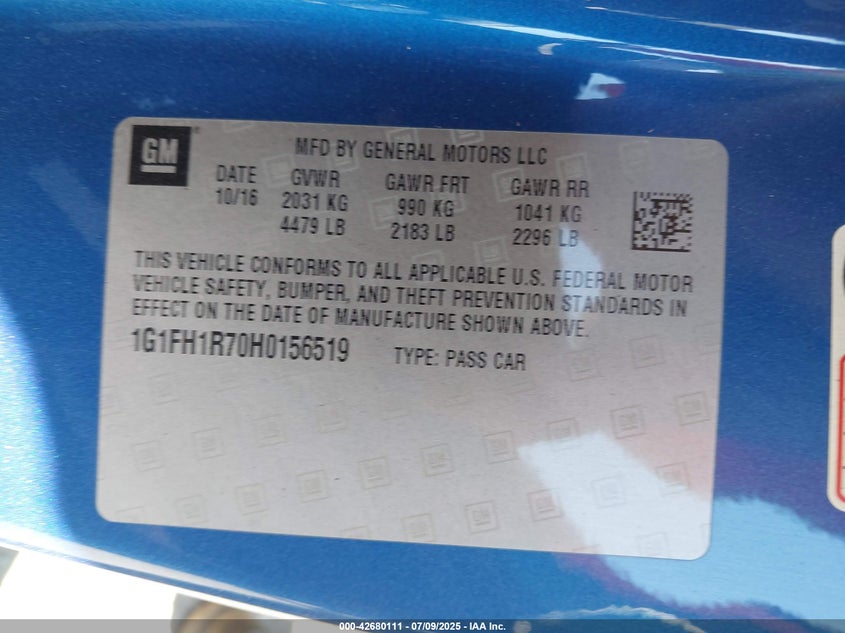 GM
MFD BY GENERAL MOTORS LLC
DATE GVWR GAWR FRT GAWR RR
10/16 2031 KG 990 KG 1041 KG
4479 LB 2183 LB 2296 LB
THIS VEHICLE CONFORMS TO ALL APPLICABLE U.S. FEDERAL MOTOR
VEHICLE SAFETY, BUMPER, AND THEFT PREVENTION STANDARDS IN
EFFECT ON THE DATE OF MANUFACTURE SHOWN ABOVE.
1G1FH1R70H0156519 TYPE: PASS CAR
000-42680111 - 07/09/2025 - IAA Inc.